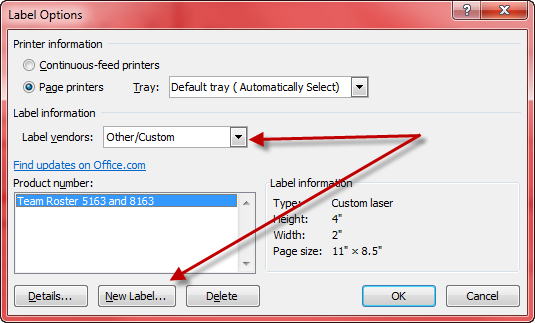 Label Options
Printer information
Continuous-feed printers
Page printers Tray: Default tray ( Automatically Select)
Label information
Label vendors: Other/Custom
Find updates on Office.com
Product number:
Team Roster 5163 and 8163
Label information
Type: Custom laser
Height: 4"
Width: 2"
Page size: 11" × 8.5"
Details... New Label... Delete OK Cancel